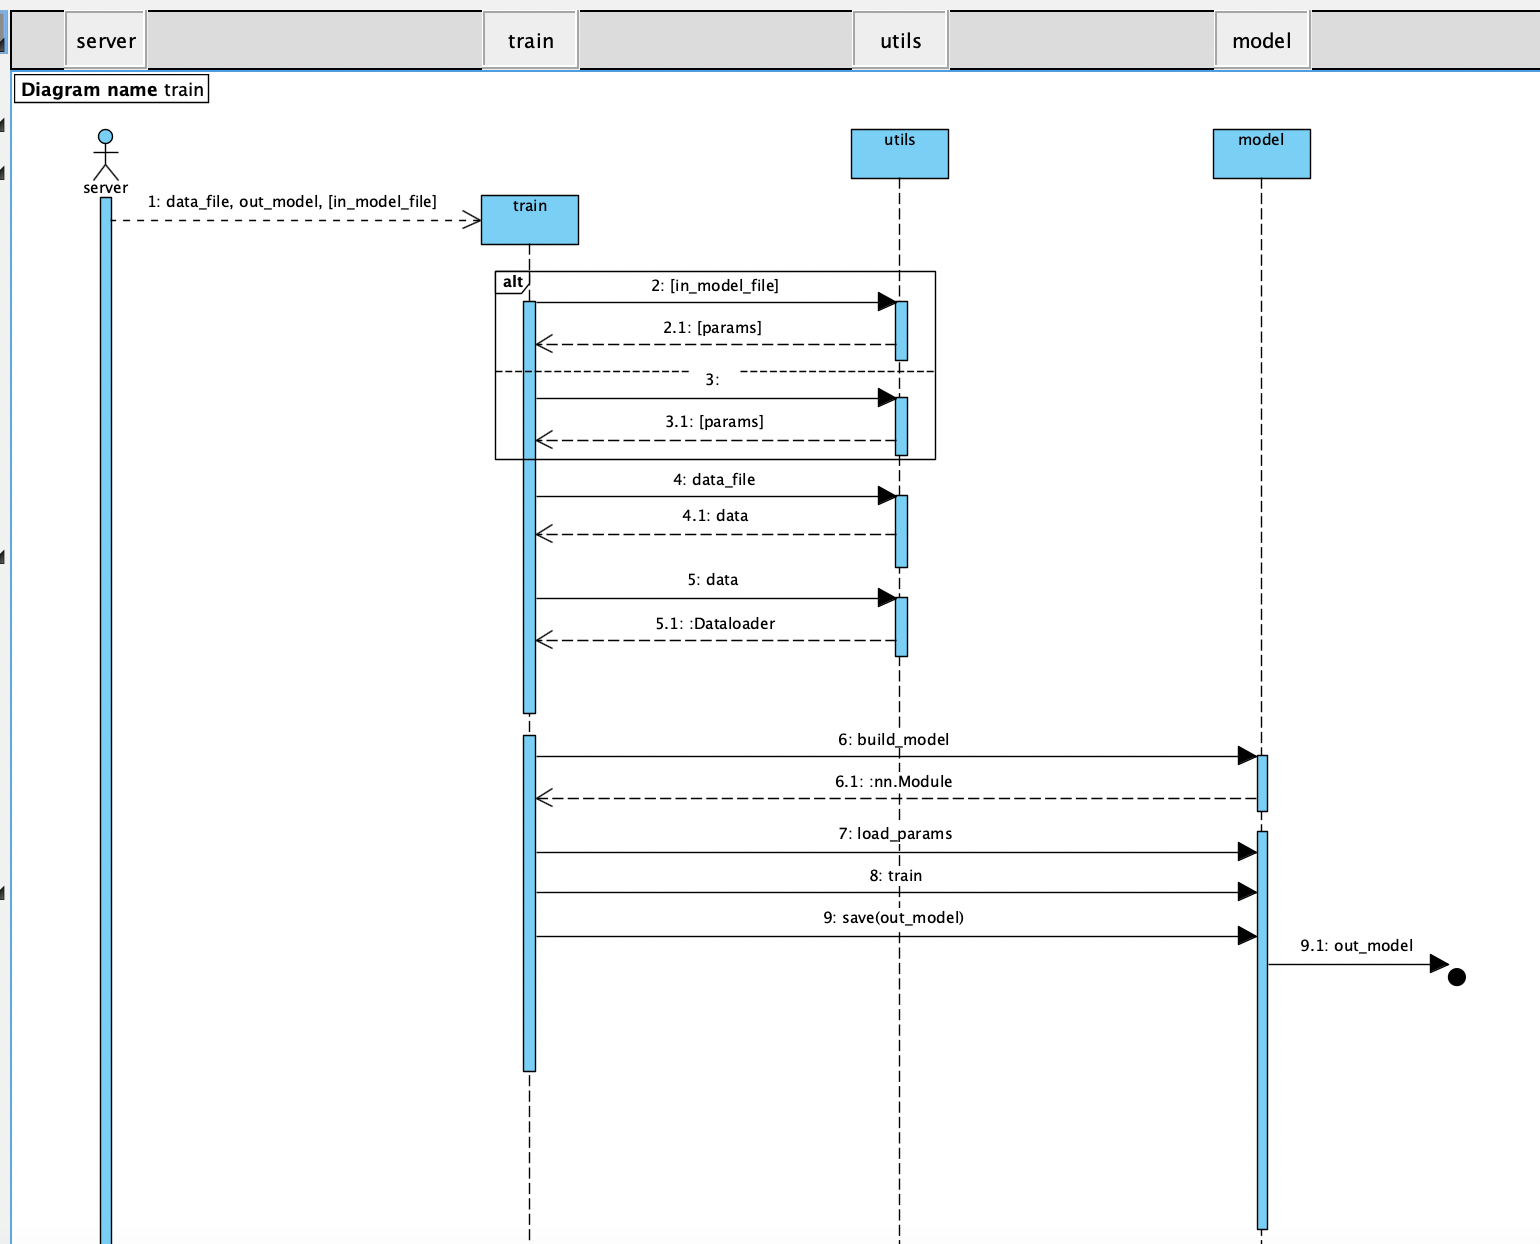 server train utils model
Diagram name train
utils
model
server
1: data_file, out_model, [in_model_file]
train
alt
2: [in_model_file]
2.1: [params]
3:
3.1: [params]
4: data_file
4.1: data
5: data
5.1: :Dataloader
6: build_model
6.1: :nn.Module
7: load_params
8: train
9: save(out_model)
9.1: out_model